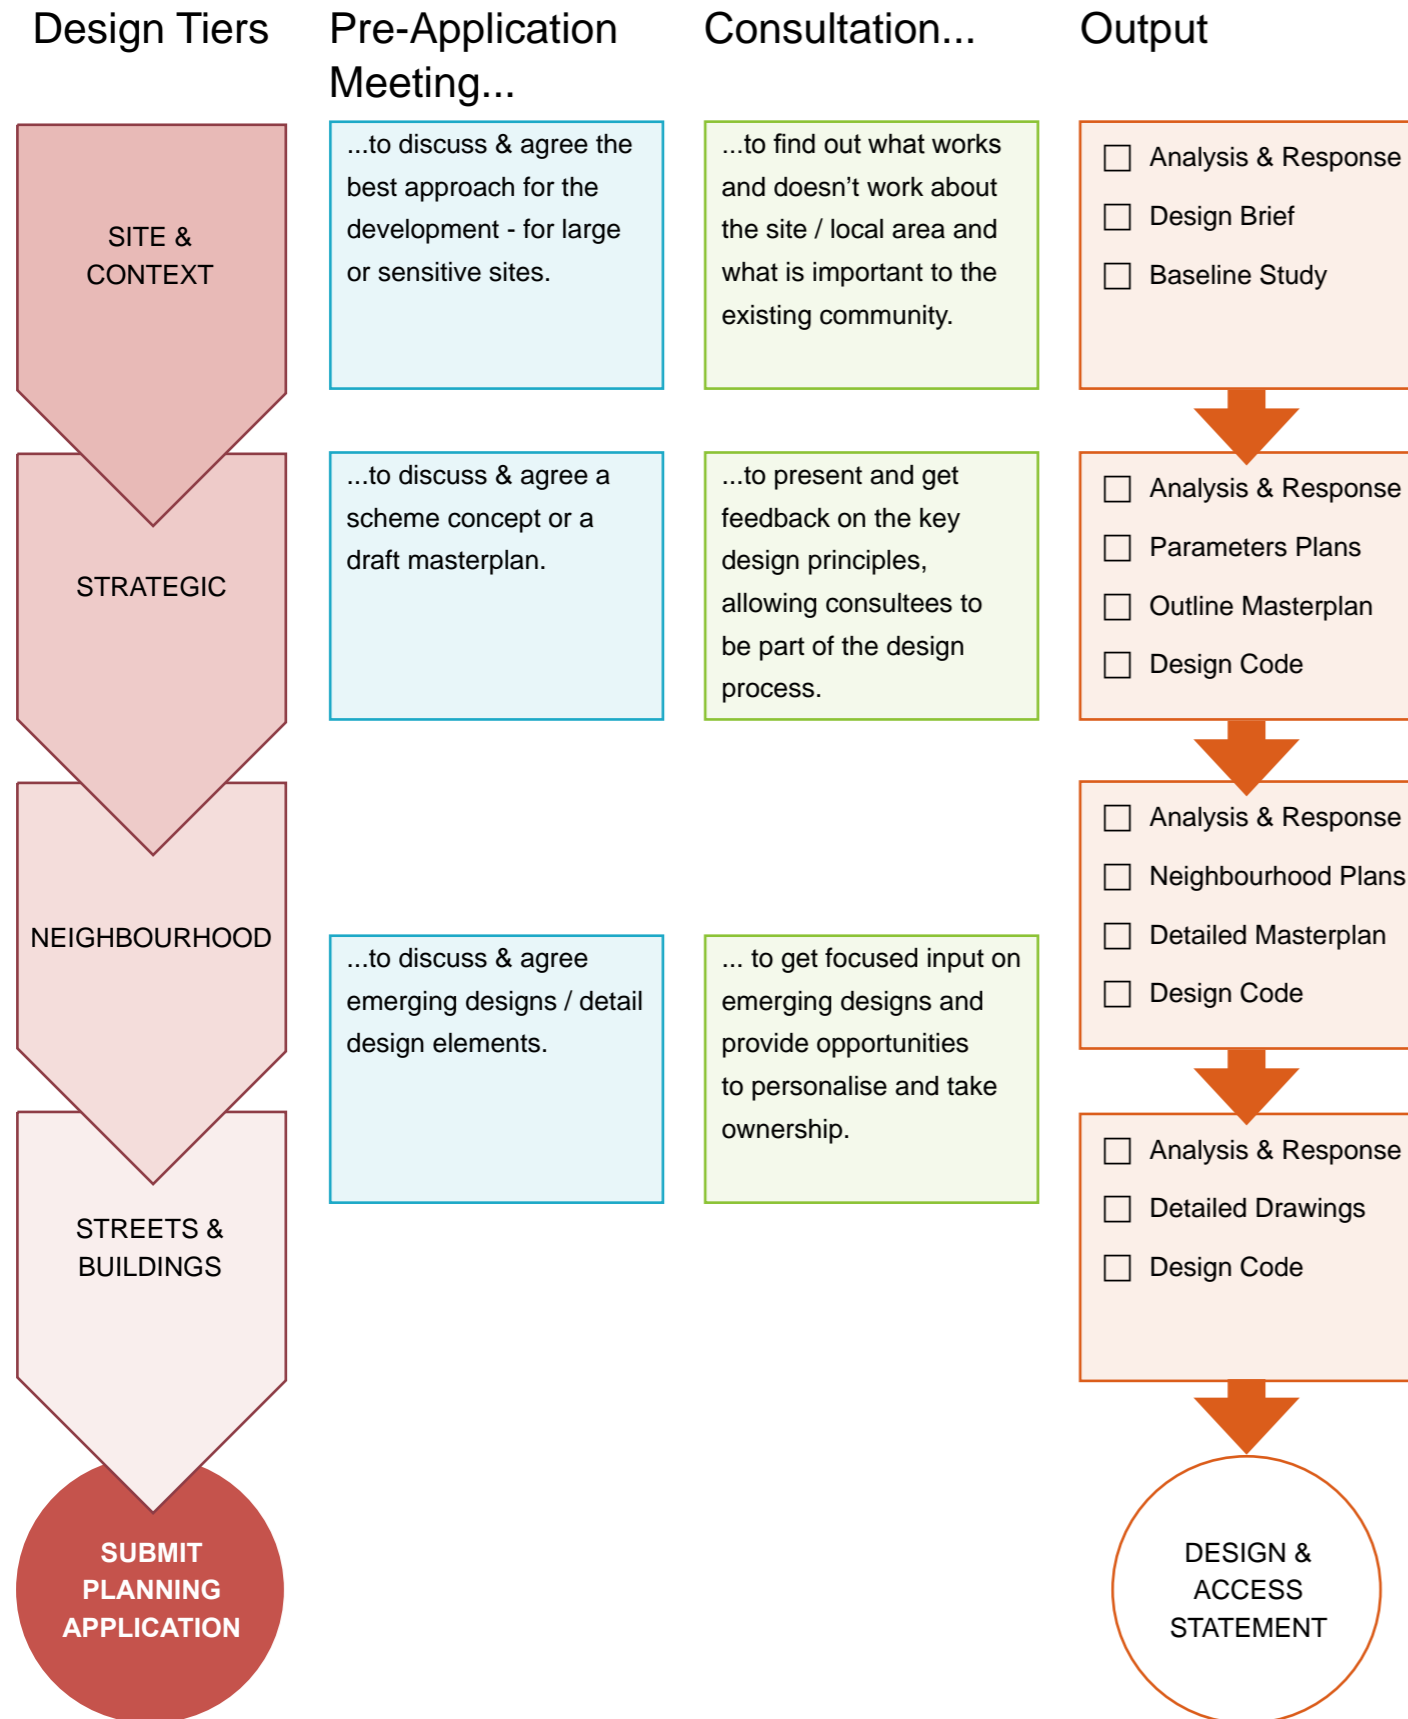 Design Tiers
Pre-Application
Meeting...
Consultation...
Output
SITE &
CONTEXT
...to discuss & agree the
best approach for the
development - for large
or sensitive sites.
...to find out what works
and doesn't work about
the site / local area and
what is important to the
existing community.
Analysis & Response
Design Brief
Baseline Study
STRATEGIC
...to discuss & agree a
scheme concept or a
draft masterplan.
...to present and get
feedback on the key
design principles,
allowing consultees to
be part of the design
process.
Analysis & Response
Parameters Plans
Outline Masterplan
Design Code
NEIGHBOURHOOD
...to discuss & agree
emerging designs / detail
design elements.
... to get focused input on
emerging designs and
provide opportunities
to personalise and take
ownership.
Analysis & Response
Neighbourhood Plans
Detailed Masterplan
Design Code
STREETS &
BUILDINGS
Analysis & Response
Detailed Drawings
Design Code
SUBMIT
PLANNING
APPLICATION
DESIGN &
ACCESS
STATEMENT